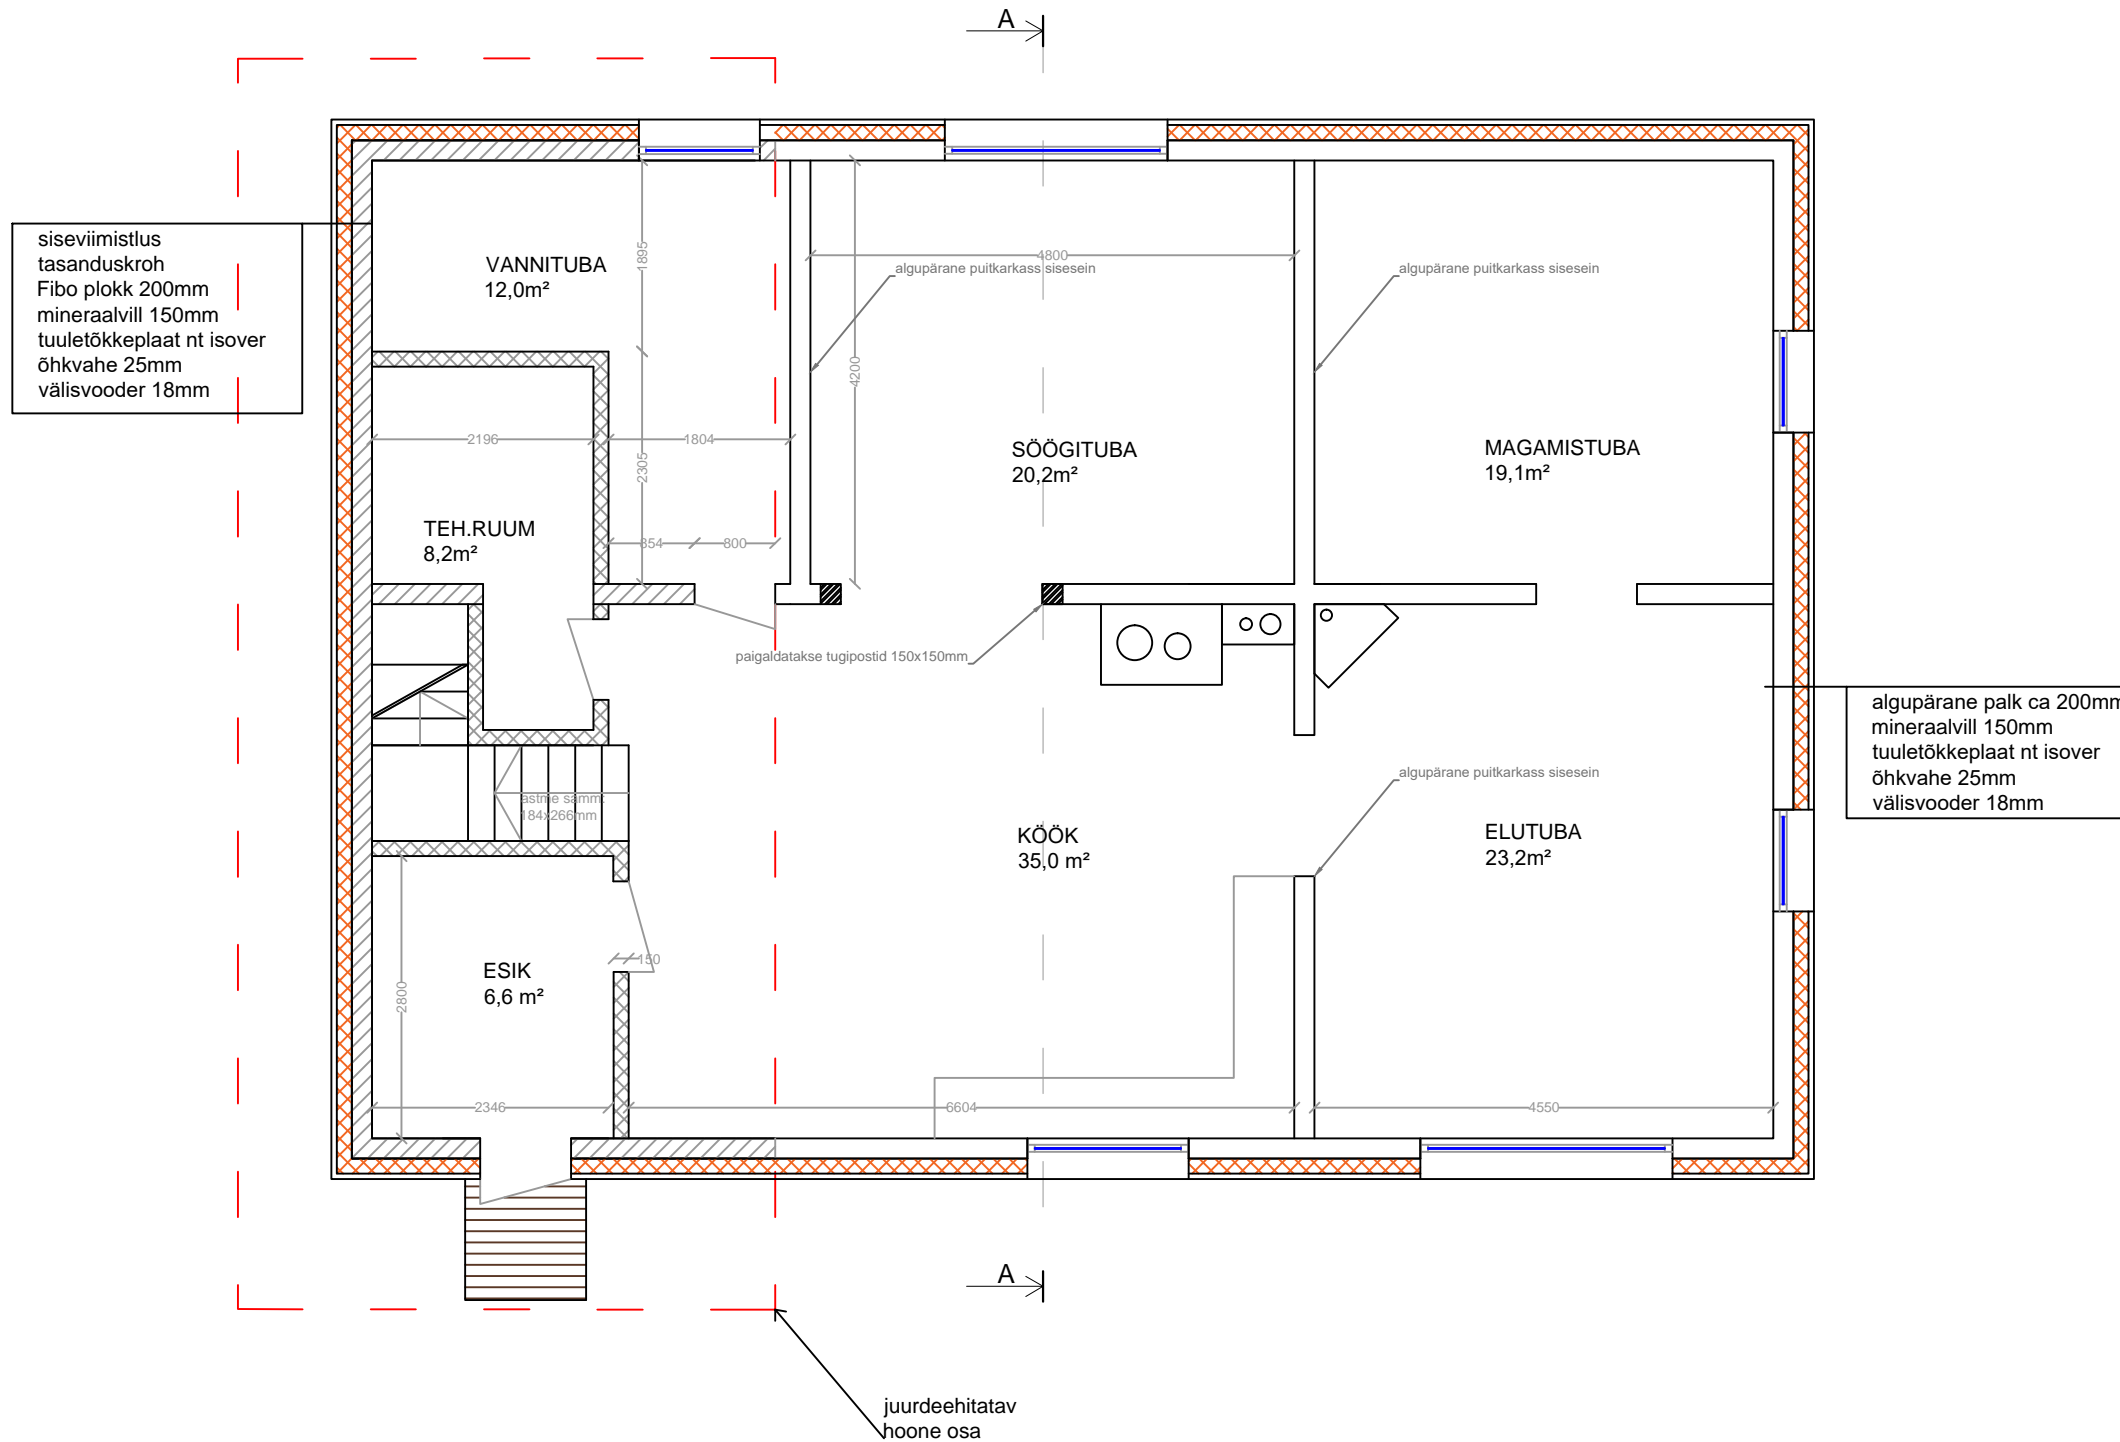 A
siseviimistlus
tasanduskroh
Fibo plokk 200mm
mineraalvill 150mm
tuuletõkkeplaat nt isover
õhkvahe 25mm
välisvooder 18mm
VANNITUBA
12,0m²
1895
4800
algupärane puitkarkass sisesein
algupärane puitkarkass sisesein
4200
2196
1804
2305
SÖÖGITUBA
20,2m²
MAGAMISTUBA
19,1m²
TEH.RUUM
8,2m²
854
800
paigaldatakse tugipostid 150x150mm
algupärane palk ca 200mm
mineraalvill 150mm
tuuletõkkeplaat nt isover
õhkvahe 25mm
välisvooder 18mm
astme samm:
184x266mm
algupärane puitkarkass sisesein
KÖÖK
35,0 m²
ELUTUBA
23,2m²
ESIK
6,6 m²
150
2800
2346
6604
4550
A
juurdeehitatav
hoone osa